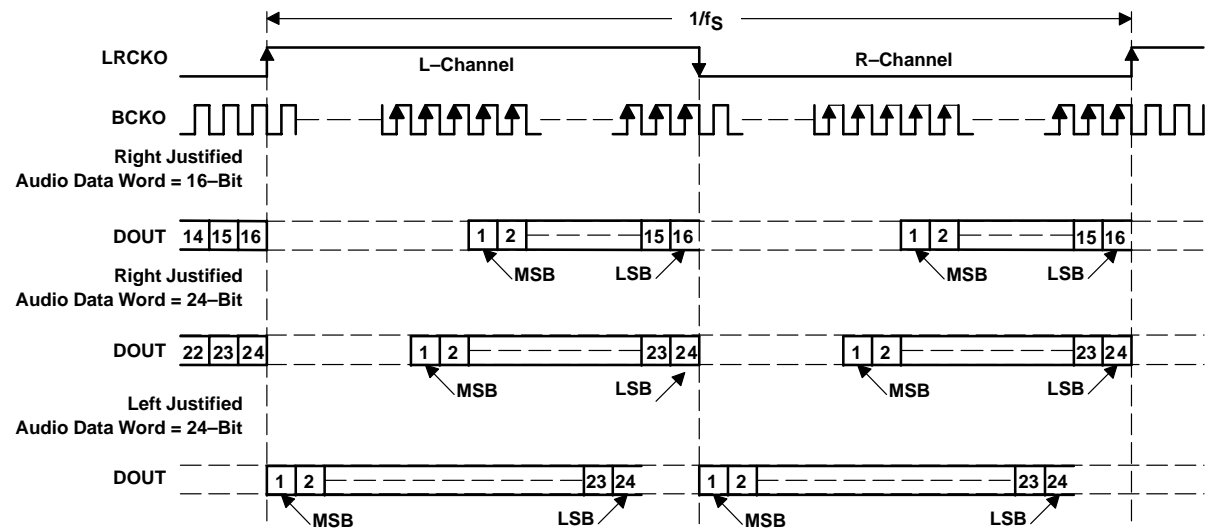 1/fS
LRCKO
L–Channel
R–Channel
BCKO
Right Justified
Audio Data Word = 16–Bit
DOUT
14 15 16
1 2
15 16
1 2
15 16
MSB
LSB
MSB
LSB
Right Justified
Audio Data Word = 24–Bit
DOUT
22 23 24
1 2
23 24
1 2
23 24
MSB
LSB
MSB
LSB
Left Justified
Audio Data Word = 24–Bit
DOUT
1 2
23 24
1 2
23 24
MSB
LSB
MSB
LSB